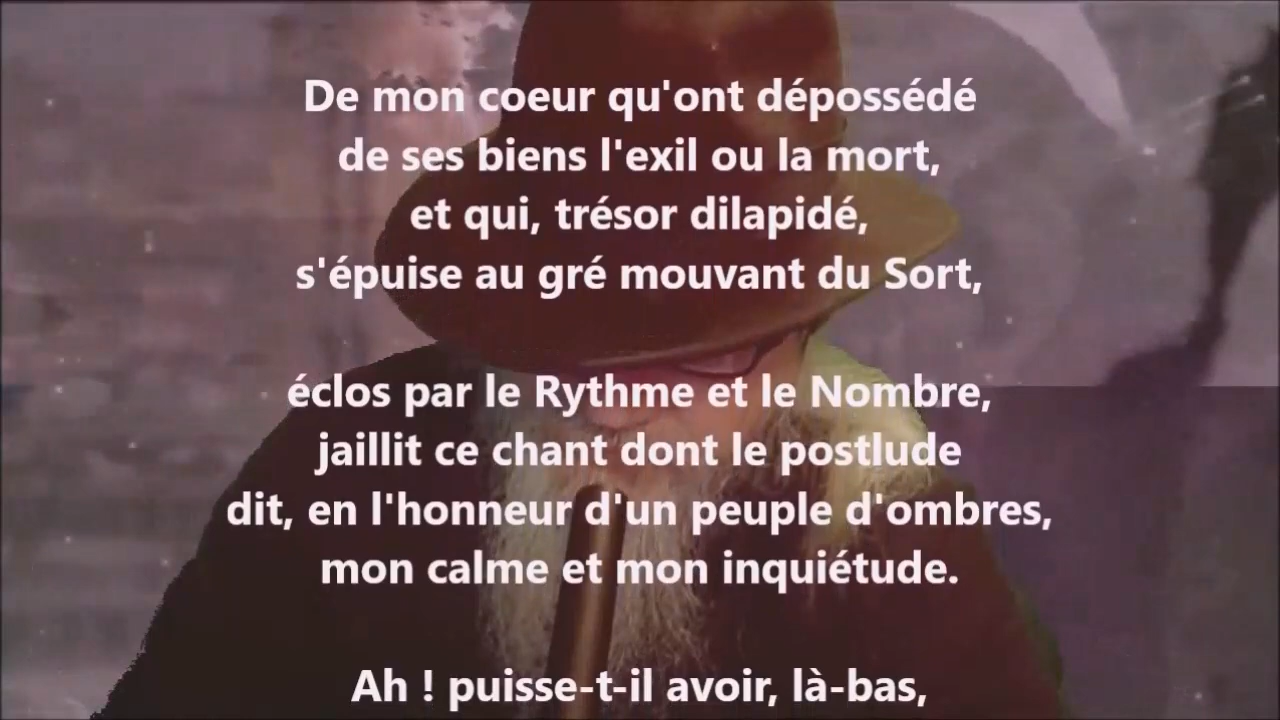 De mon coeur qu'ont dépossédé
de ses biens l'exil ou la mort,
et qui, trésor dilapidé,
s'épuise au gré mouvant du Sort,
éclos par le Rythme et le Nombre,
jaillit ce chant dont le postlude
dit, en l'honneur d'un peuple d'ombres,
mon calme et mon inquiétude.
Ah ! puisse-t-il avoir, là-bas,